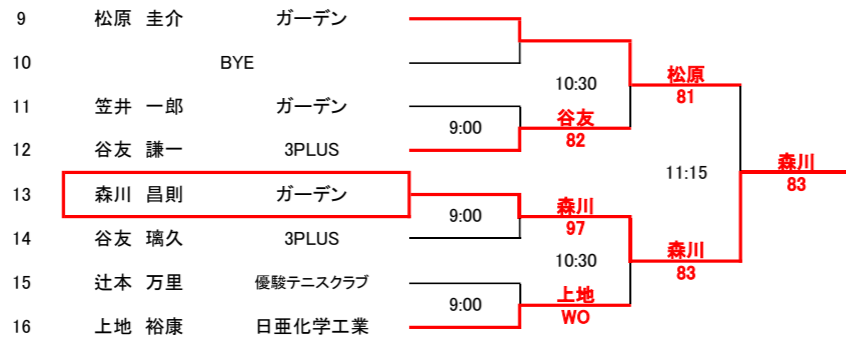 9 松原 圭介 ガーデン
10 BYE
10:30 松原
81
11 笠井 一郎 ガーデン
9:00 谷友
82
12 谷友 謙一 3PLUS
11:15 森川
83
13 森川 昌則 ガーデン
9:00 森川
97
14 谷友 璃久 3PLUS
10:30 森川
83
15 辻本 万里 優駿テニスクラブ
9:00 上地
WO
16 上地 裕康 日亜化学工業